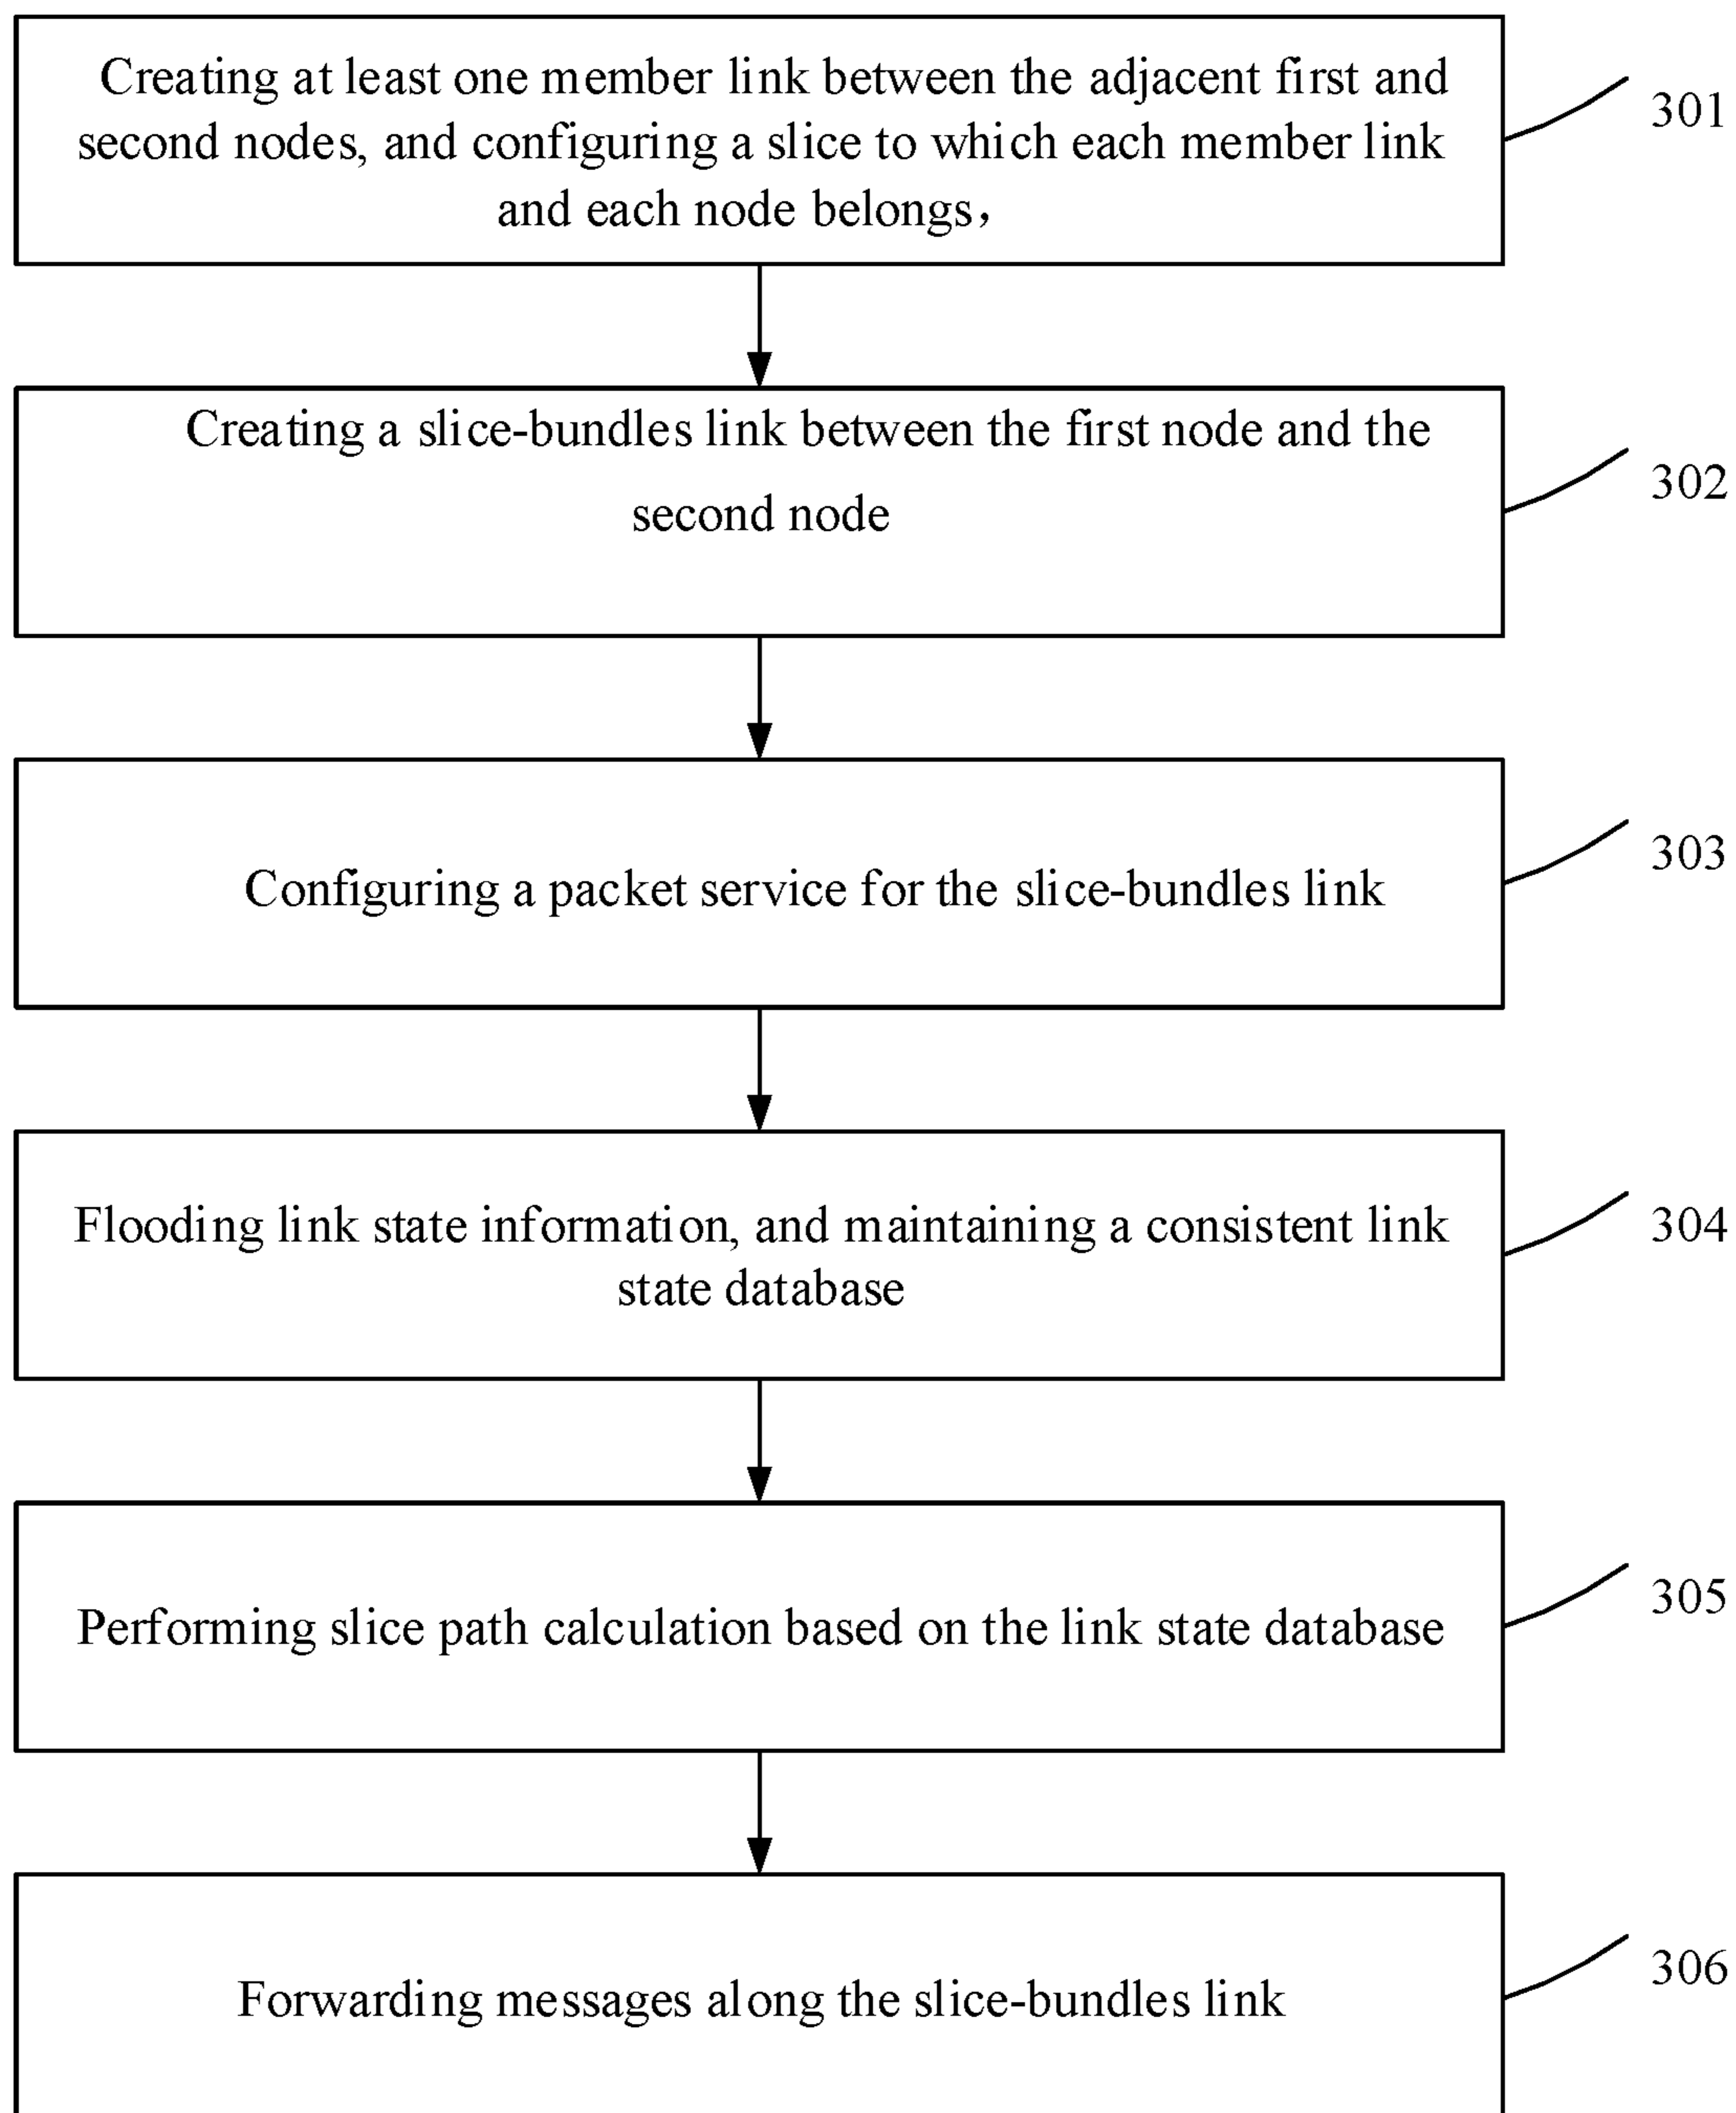 Creating at least one member link between the adjacent first and
second nodes, and configuring a slice to which each member link
and each node belongs，
301
Creating a slice-bundles link between the first node and the
second node
302
Configuring a packet service for the slice-bundles link
303
Flooding link state information, and maintaining a consistent link
state database
304
Performing slice path calculation based on the link state database
305
Forwarding messages along the slice-bundles link
306